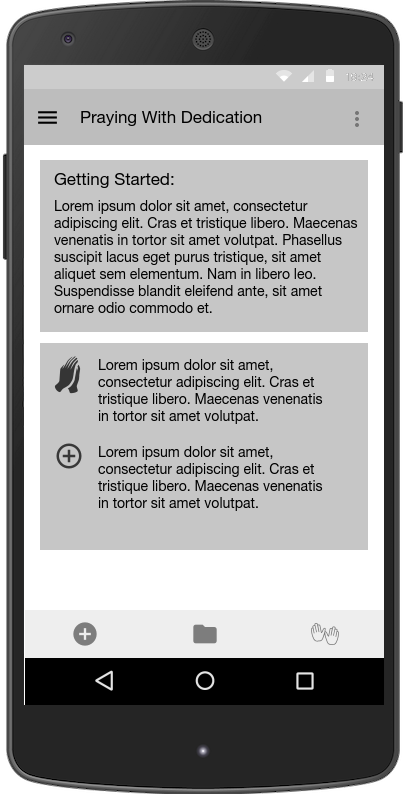 Praying With Dedication
Getting Started:
Lorem ipsum dolor sit amet, consectetur
adipiscing elit. Cras et tristique libero. Maecenas
venenatis in tortor sit amet volutpat. Phasellus
suscipit lacus eget purus tristique, sit amet
aliquet sem elementum. Nam in libero leo.
Suspendisse blandit eleifend ante, sit amet
ornare odio commodo et.
Lorem ipsum dolor sit amet,
consectetur adipiscing elit. Cras et
tristique libero. Maecenas venenatis
in tortor sit amet volutpat.
Lorem ipsum dolor sit amet,
consectetur adipiscing elit. Cras et
tristique libero. Maecenas venenatis
in tortor sit amet volutpat.